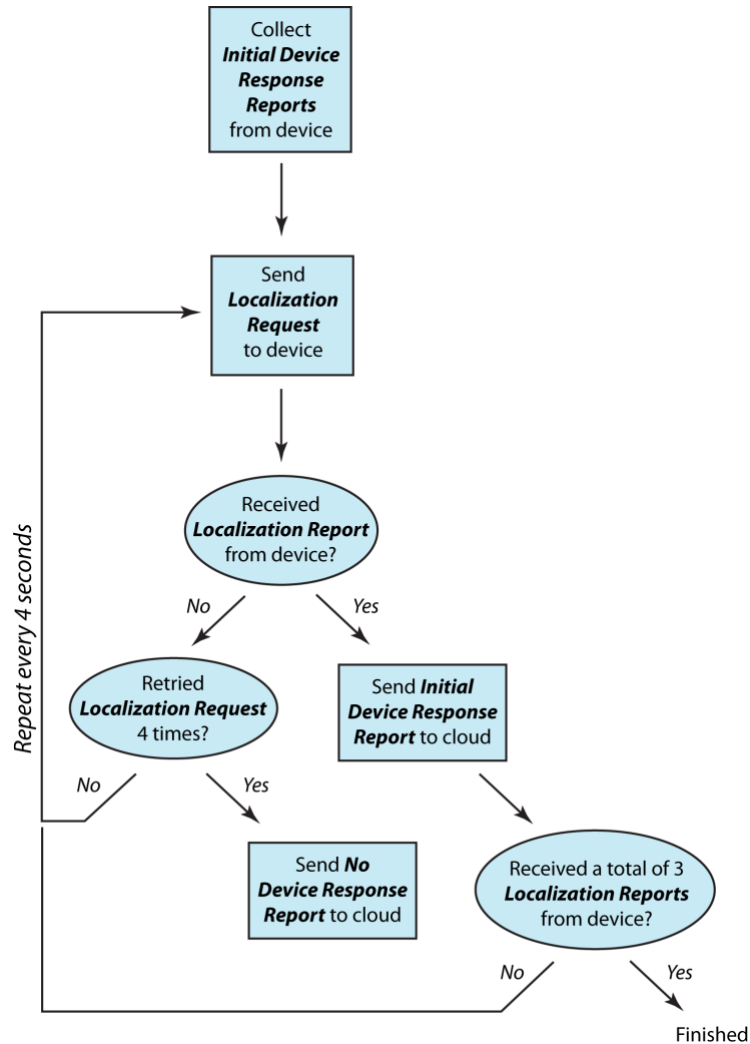 Collect
Initial Device
Response
Reports
from device
Send
Localization
Request
to device
Repeat every 4 seconds
Received
Localization Report
from device?
No
Yes
Retried
Localization Request
4 times?
Send Initial
Device Response
Report to cloud
No
Yes
Send No
Device Response
Report to cloud
Received a total of 3
Localization Reports
from device?
No
Yes
Finished